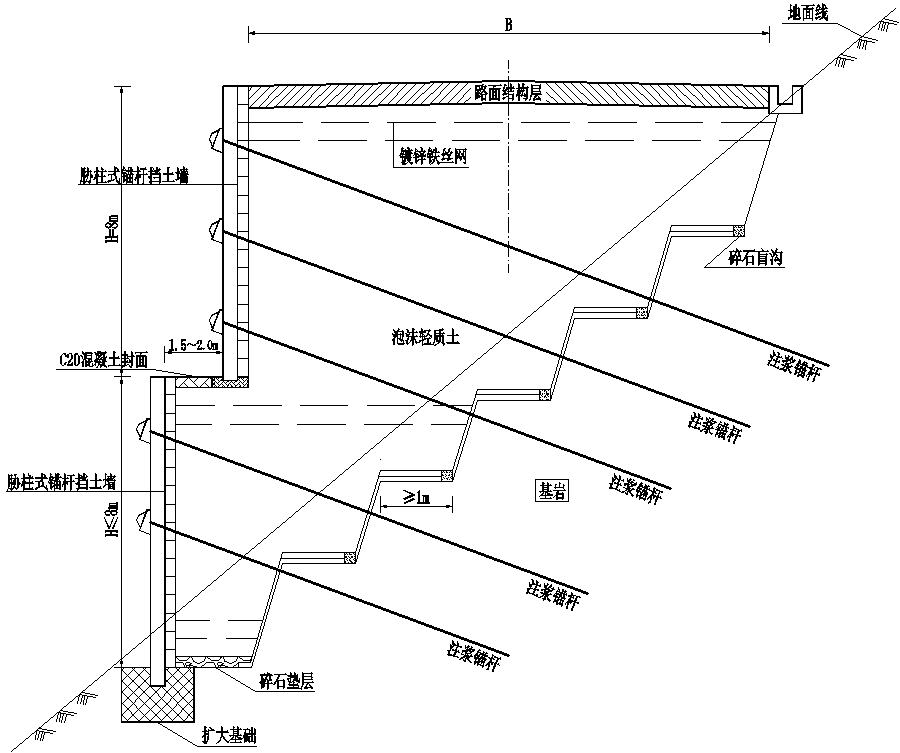 地面线
B
路面结构层
镀锌铁丝网
肋柱式锚杆挡土墙
H=8m
碎石盲沟
泡沫轻质土
1.5~2.0m
C20混凝土封面
注浆锚杆
注浆锚杆
注浆锚杆
肋柱式锚杆挡土墙
H≤8m
≥1m
基岩
注浆锚杆
注浆锚杆
碎石垫层
扩大基础